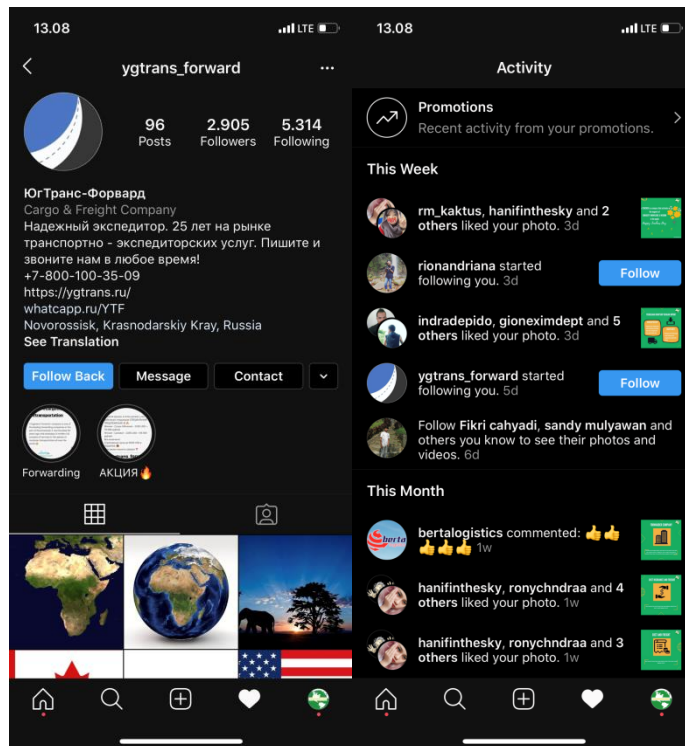 13.08
LTE
ygtrans_forward
96
Posts
2.905
Followers
5.314
Following
ЮгТранс-Форвард
Cargo & Freight Company
Надежный экспедитор. 25 лет на рынке
транспортно - экспедиторских услуг. Пишите и
звоните нам в любое время!
+7-800-100-35-09
https://ygtrans.ru/
whatcapp.ru/YTF
Novorossisk, Krasnodarskiy Kray, Russia
See Translation
Follow Back
Message
Contact
Transportation
Forwarding
АКЦИЯ🔥
13.08
LTE
Activity
Promotions
Recent activity from your promotions.
This Week
rm_kaktus, hanifinthesky and 2
others liked your photo. 3d
rionandriana started
following you. 3d
Follow
indradepido, gioneximdept and 5
others liked your photo. 3d
ygtrans_forward started
following you. 5d
Follow
Follow Fikri cahyadi, sandy mulyawan and
others you know to see their photos and
videos. 6d
This Month
berta
bertalogistics commented: 👍👍
👍👍👍 1w
hanifinthesky, ronychndraa and 4
others liked your photo. 1w
hanifinthesky, ronychndraa and 3
others liked your photo. 1w